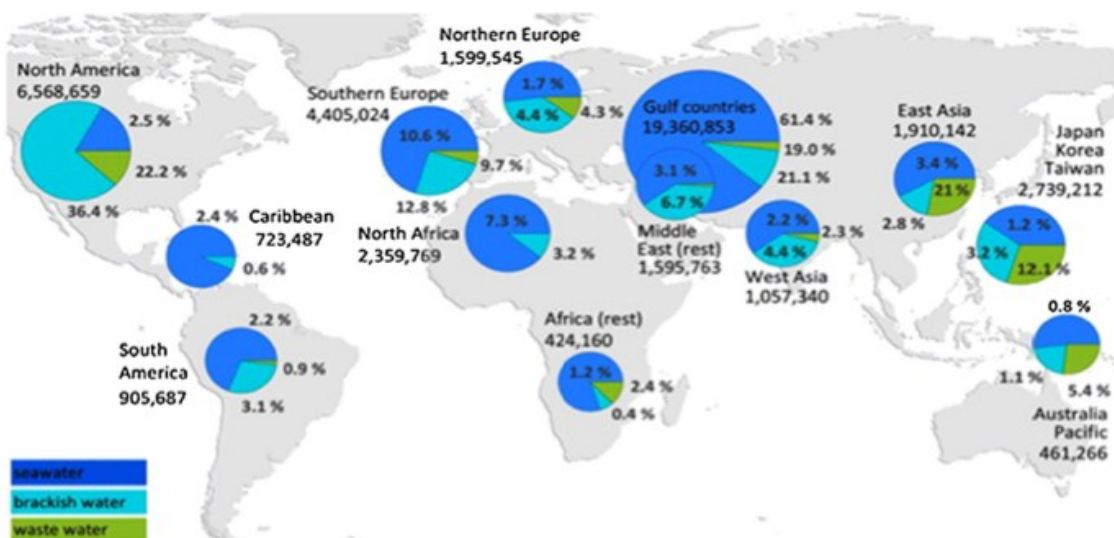 North America
6,568,659
2.5 %
22.2 %
36.4 %
Caribbean
723,487
2.4 %
0.6 %
South
America
905,687
2.2 %
0.9 %
3.1 %
Northern Europe
1,599,545
1.7 %
4.4 %
4.3 %
Southern Europe
4,405,024
10.6 %
9.7 %
12.8 %
North Africa
2,359,769
7.3 %
3.2 %
Gulf countries
19,360,853
61.4 %
19.0 %
21.1 %
3.1 %
6.7 %
Middle
East (rest)
1,595,763
2.2 %
2.3 %
4.4 %
West Asia
1,057,340
Africa (rest)
424,160
1.2 %
2.4 %
0.4 %
East Asia
1,910,142
3.4 %
21 %
2.8 %
Japan
Korea
Taiwan
2,739,212
1.2 %
3.2 %
12.1 %
0.8 %
1.1 %
5.4 %
Australia
Pacific
461,266
seawater
brackish water
waste water